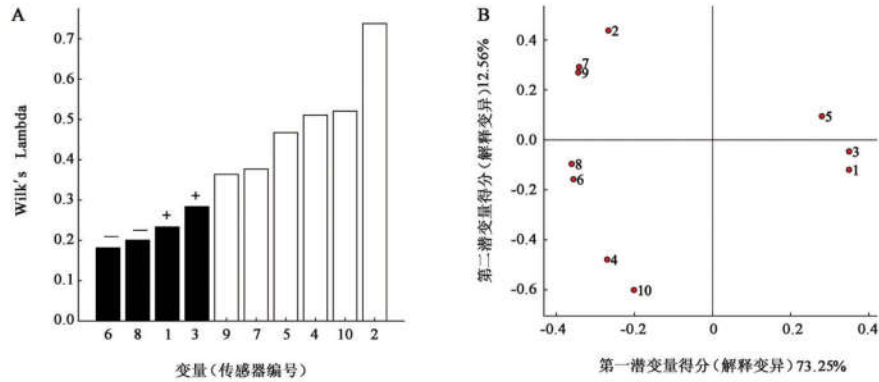 A
Wilk's Lambda
0.7
0.6
0.5
0.4
0.3
0.2
0.1
0.0
— — + +
6 8 1 3 9 7 5 4 10 2
变量(传感器编号)
B
第二潜变量得分(解释变异)12.56%
0.4
0.2
0.0
-0.2
-0.4
-0.6
2
7
9
5
3
8
1
6
4
10
-0.4 -0.2 0 0.2 0.4
第一潜变量得分(解释变异)73.25%